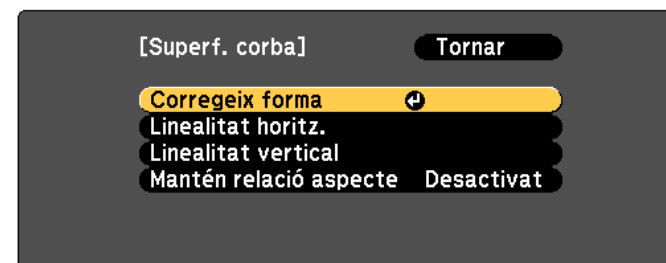 [Superf. corba] Tornar
Corregeix forma
Linealitat horitz.
Linealitat vertical
Mantén relació aspecte Desactivat